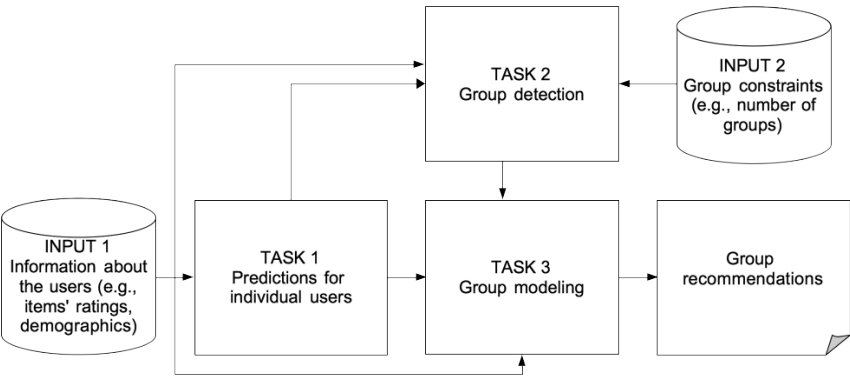 TASK 2
Group detection
INPUT 2
Group constraints
(e.g., number of
groups)
INPUT 1
Information about
the users (e.g.,
items' ratings,
demographics)
TASK 1
Predictions for
individual users
TASK 3
Group modeling
Group
recommendations